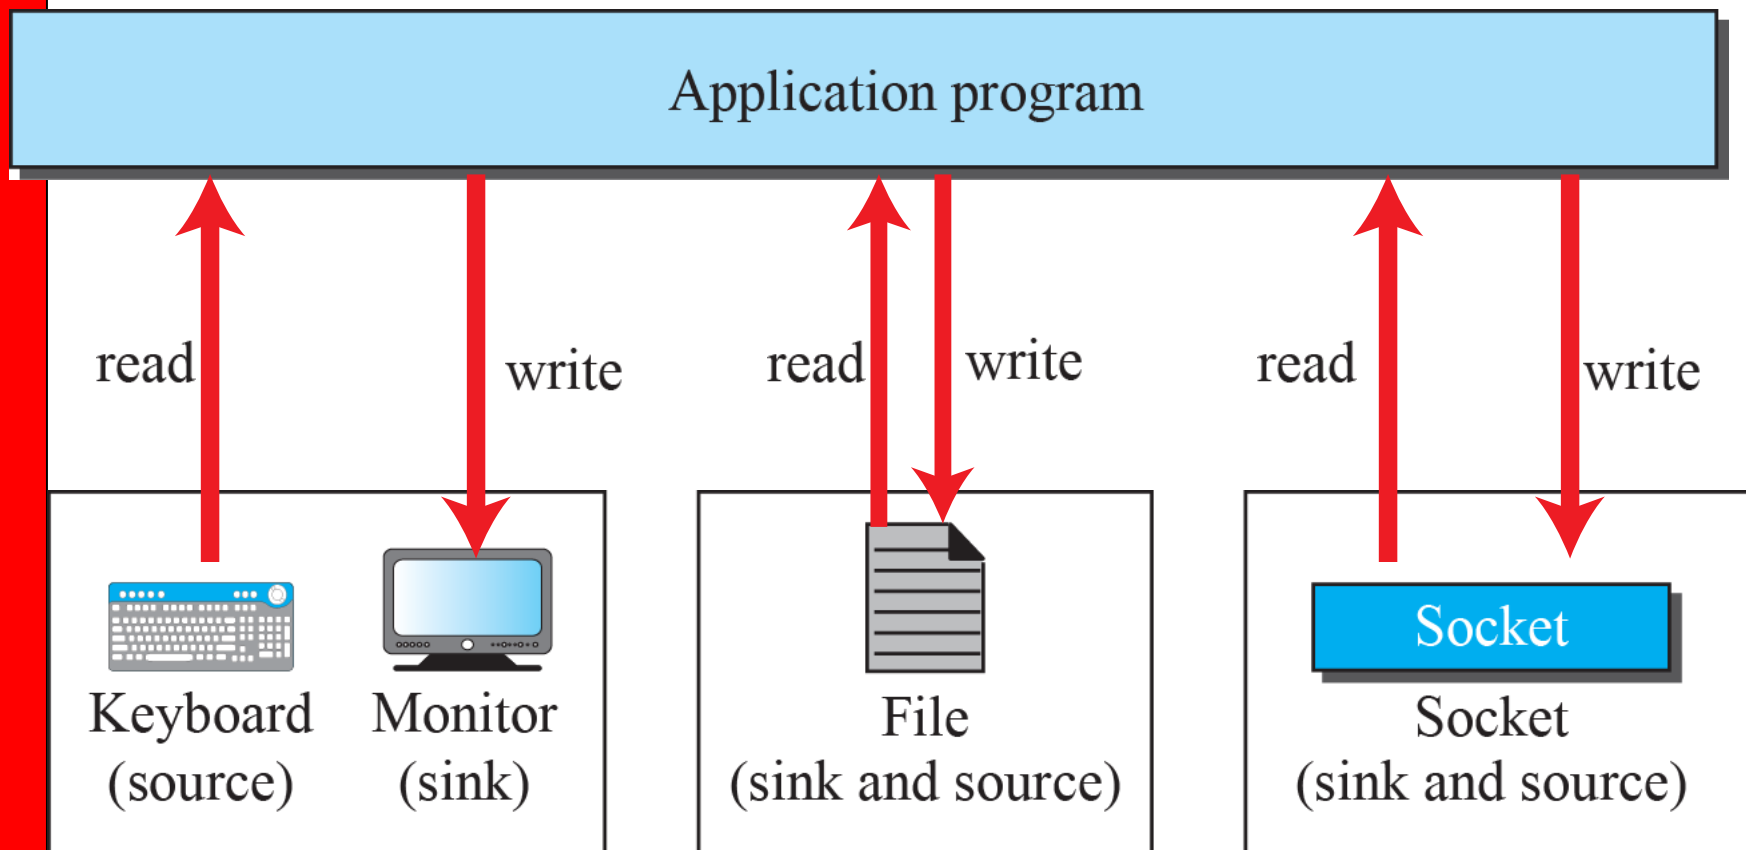 Application program
read
write
read
write
read
write
Socket
Keyboard
(source)
Monitor
(sink)
File
(sink and source)
Socket
(sink and source)